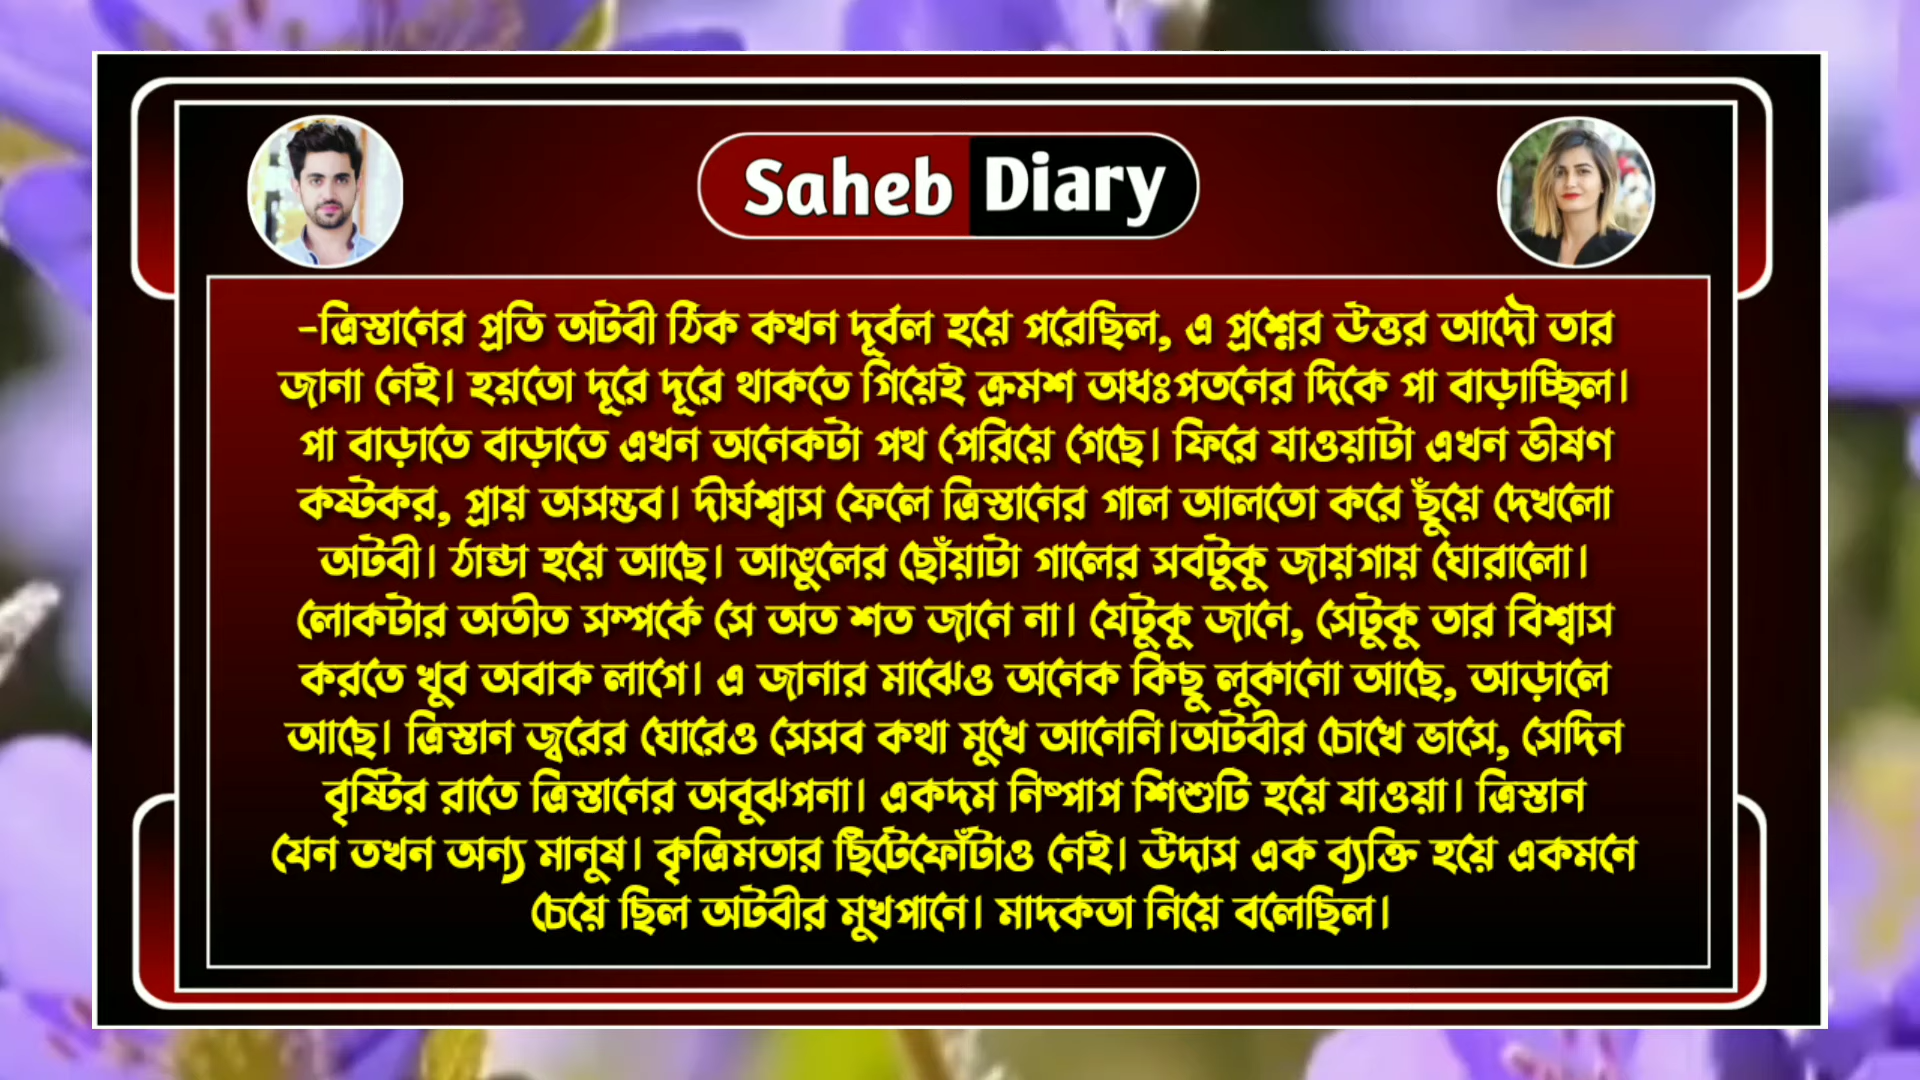 Saheb Diary
-ত্রিস্তানের প্রতি অটবী ঠিক কখন দূর্বল হয়ে পরেছিল, এ প্রশ্নের উত্তর আদৌ তার
জানা নেই। হয়তো দূরে দূরে থাকতে গিয়েই ক্রমশ অধঃপতনের দিকে পা বাড়াচ্ছিল।
পা বাড়াতে বাড়াতে এখন অনেকটা পথ পেরিয়ে গেছে। ফিরে যাওয়াটা এখন ভীষণ
কষ্টকর, প্রায় অসম্ভব। দীর্ঘশ্বাস ফেলে ত্রিস্তানের গাল আলতো করে ছুঁয়ে দেখলো
অটবী। ঠান্ডা হয়ে আছে। আঙুলের ছোঁয়াটা গালের সবটুকু জায়গায় ঘোরালো।
লোকটার অতীত সম্পর্কে সে অত শত জানে না। যেটুকু জানে, সেটুকু তার বিশ্বাস
করতে খুব অবাক লাগে। এ জানার মাঝেও অনেক কিছু লুকানো আছে, আড়ালে
আছে। ত্রিস্তান জ্বরের ঘোরেও সেসব কথা মুখে আনেনি।অটবীর চোখে ভাসে, সেদিন
বৃষ্টির রাতে ত্রিস্তানের অবুঝপনা। একদম নিষ্পাপ শিশুটি হয়ে যাওয়া। ত্রিস্তান
যেন তখন অন্য মানুষ। কৃত্রিমতার ছিটেফোঁটাও নেই। উদাস এক ব্যক্তি হয়ে একমনে
চেয়ে ছিল অটবীর মুখপানে। মাদকতা নিয়ে বলেছিল।